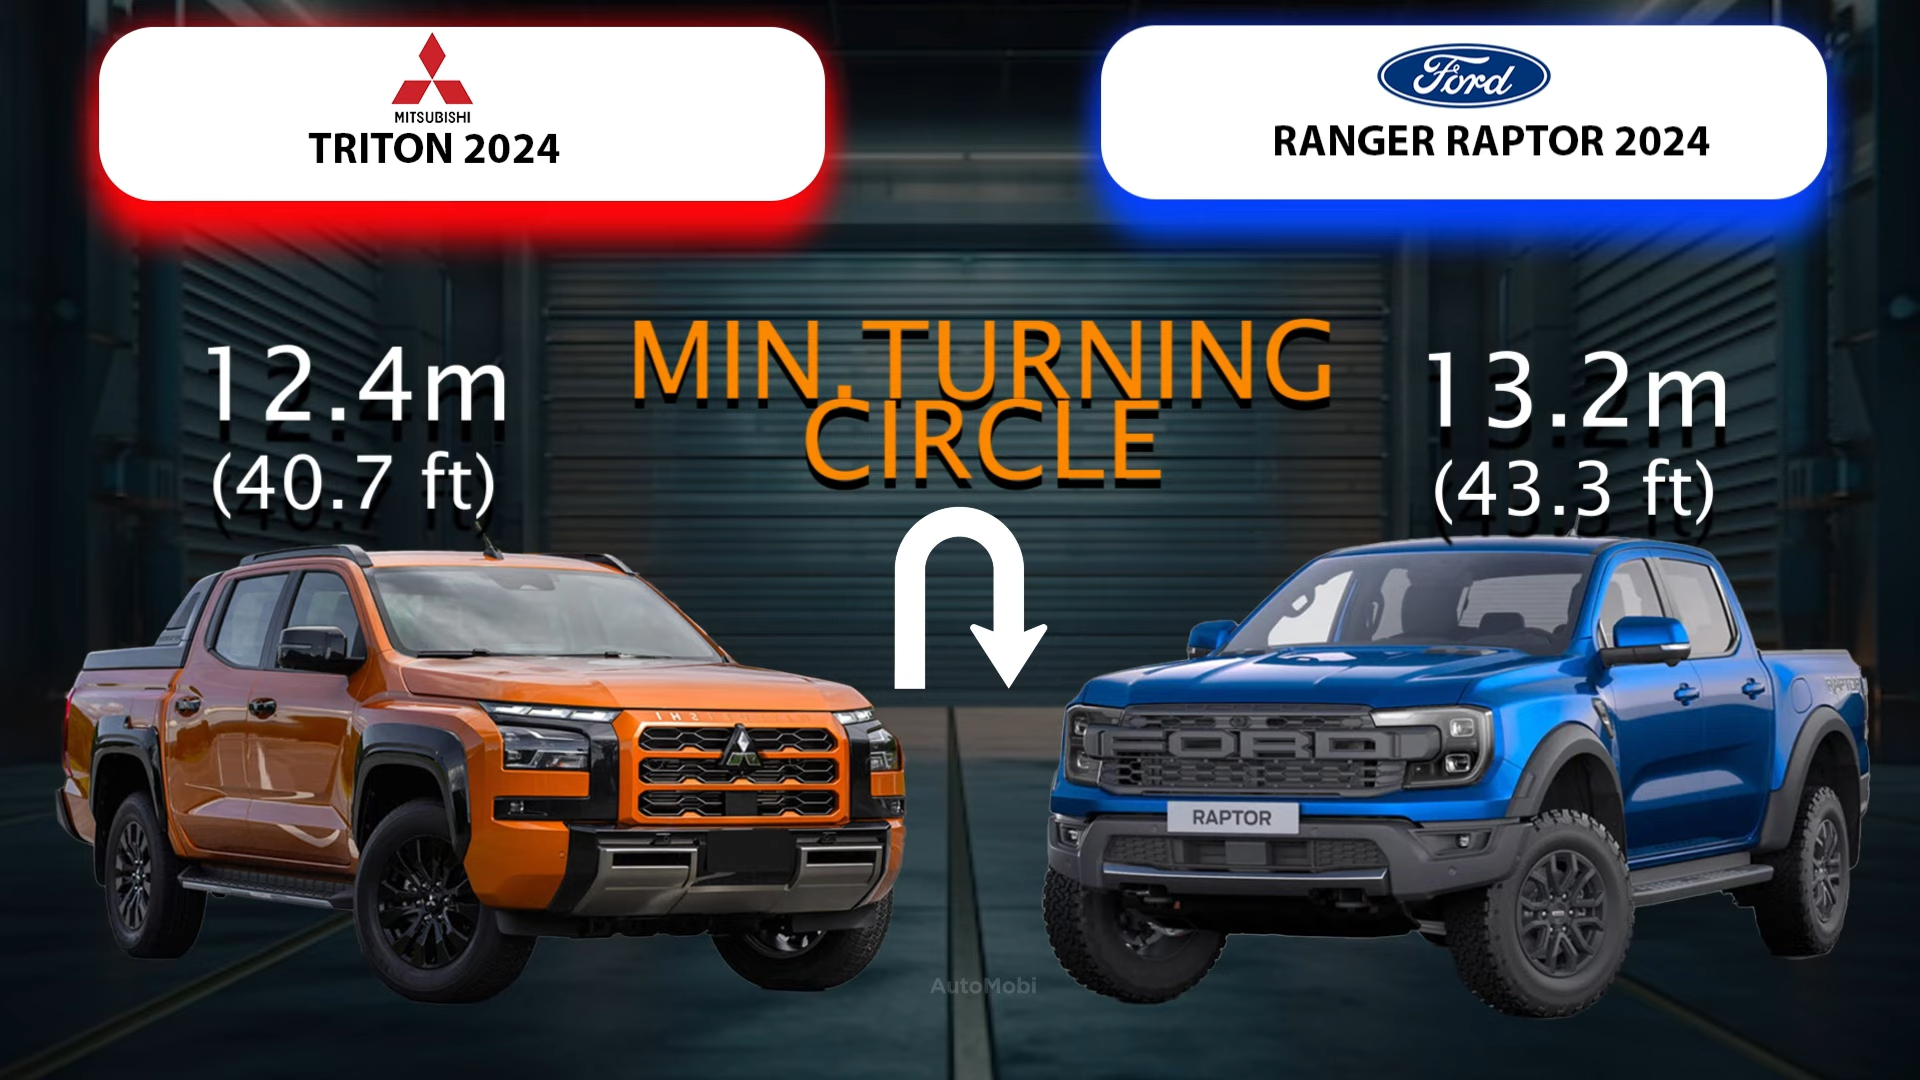 MITSUBISHI
TRITON 2024
Ford
RANGER RAPTOR 2024
MIN.TURNING
CIRCLE
12.4m
(40.7 ft)
13.2m
(43.3 ft)
FORD
RAPTOR
RAPTOR
AutoMobi